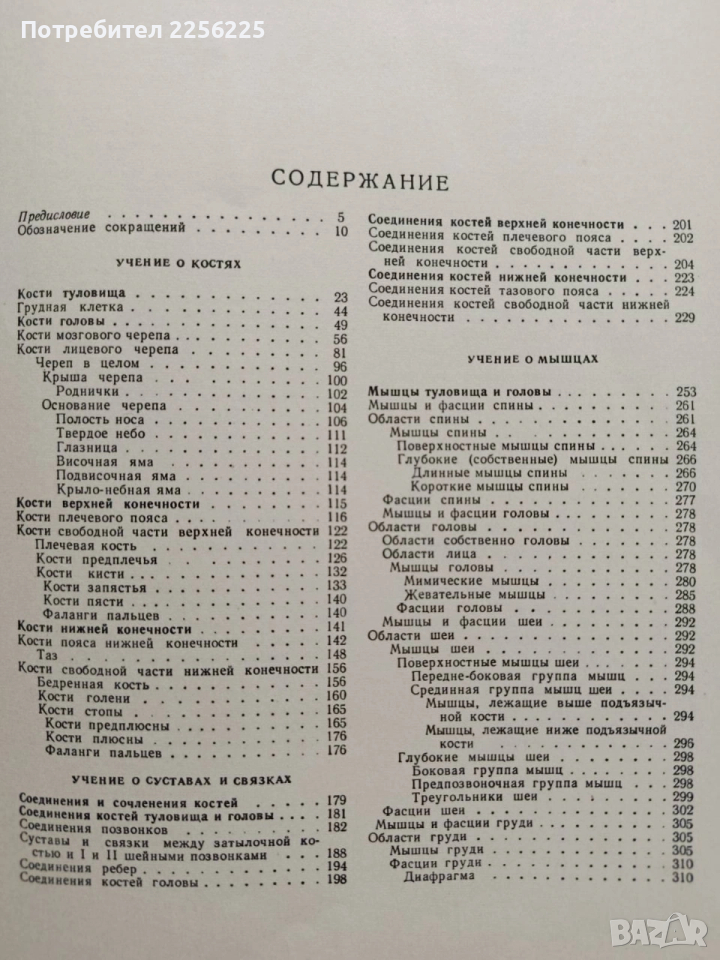 Потребител 2256225
СОДЕРЖАНИЕ
Предисловие . . . . . . . . . . . . . . . 5
Обозначение сокращений . . . . . . . . . . 10
УЧЕНИЕ О КОСТЯХ
Кости туловища . . . . . . . . . . . . . . 23
Грудная клетка . . . . . . . . . . . . . . 44
Кости головы . . . . . . . . . . . . . . . 49
Кости мозгового черепа . . . . . . . . . . 56
Кости лицевого черепа . . . . . . . . . . 81
Череп в целом . . . . . . . . . . . . . . 96
Крыша черепа . . . . . . . . . . . . . 100
Роднички . . . . . . . . . . . . . . . 102
Основание черепа . . . . . . . . . . . 104
Полость носа . . . . . . . . . . . . . 106
Твердое небо . . . . . . . . . . . . . 111
Глазница . . . . . . . . . . . . . . . 112
Височная яма . . . . . . . . . . . . . 114
Подвисочная яма . . . . . . . . . . . 114
Крыло-небная яма . . . . . . . . . . . 114
Кости верхней конечности . . . . . . . . . 115
Кости плечевого пояса . . . . . . . . . . 116
Кости свободной части верхней конечности 122
Плечевая кость . . . . . . . . . . . . 122
Кости предплечья . . . . . . . . . . . 126
Кости кисти . . . . . . . . . . . . . 132
Кости запястья . . . . . . . . . . . . 133
Кости пясти . . . . . . . . . . . . . 140
Фаланги пальцев . . . . . . . . . . . 140
Кости нижней конечности . . . . . . . . . 141
Кости пояса нижней конечности . . . . . . 142
Таз . . . . . . . . . . . . . . . . . 148
Кости свободной части нижней конечности 156
Бедренная кость . . . . . . . . . . . 156
Кости голени . . . . . . . . . . . . . 160
Кости стопы . . . . . . . . . . . . . 165
Кости предплюсны . . . . . . . . . . . 165
Кости плюсны . . . . . . . . . . . . . 176
Фаланги пальцев . . . . . . . . . . . 176
УЧЕНИЕ О СУСТАВАХ И СВЯЗКАХ
Соединения и сочленения костей . . . . . 179
Соединения костей туловища и головы . . . 181
Соединения позвонков . . . . . . . . . . 182
Суставы и связки между затылочной ко-
стью и I и II шейными позвонками . . . . 188
Соединения ребер . . . . . . . . . . . . 194
Соединения костей головы . . . . . . . . 198
Соединения костей верхней конечности . . . 201
Соединения костей плечевого пояса . . . . 202
Соединения костей свободной части верх-
ней конечности . . . . . . . . . . . . 204
Соединения костей нижней конечности . . . 223
Соединения костей тазового пояса . . . . 224
Соединения костей свободной части нижней
конечности . . . . . . . . . . . . . . 229
УЧЕНИЕ О МЫШЦАХ
Мышцы туловища и головы . . . . . . . . . 253
Мышцы и фасции спины . . . . . . . . . . 261
Области спины . . . . . . . . . . . . . 261
Мышцы спины . . . . . . . . . . . . . 264
Поверхностные мышцы спины . . . . . . 264
Глубокие (собственные) мышцы спины 266
Длинные мышцы спины . . . . . . . . 266
Короткие мышцы спины . . . . . . . . 270
Фасции спины . . . . . . . . . . . . . 277
Мышцы и фасции головы . . . . . . . . 278
Области головы . . . . . . . . . . . . 278
Области собственно головы . . . . . . 278
Области лица . . . . . . . . . . . . . 278
Мышцы головы . . . . . . . . . . . . . 278
Мимические мышцы . . . . . . . . . . 280
Жевательные мышцы . . . . . . . . . . 285
Фасции головы . . . . . . . . . . . . 288
Мышцы и фасции шеи . . . . . . . . . . 292
Области шеи . . . . . . . . . . . . . . 292
Мышцы шеи . . . . . . . . . . . . . . 292
Поверхностные мышцы шеи . . . . . . . 294
Передне-боковая группа мышц . . . . 294
Срединная группа мышц шеи . . . . . 294
Мышцы, лежащие выше подъязыч-
ной кости . . . . . . . . . . . . . 294
Мышцы, лежащие ниже подъязычной
кости . . . . . . . . . . . . . . . 296
Глубокие мышцы шеи . . . . . . . . . 298
Боковая группа мышц . . . . . . . . 298
Предпозвоночная группа мышц . . . . 298
Треугольники шеи . . . . . . . . . . 299
Фасции шеи . . . . . . . . . . . . . . 302
Мышцы и фасции груди . . . . . . . . . 305
Области груди . . . . . . . . . . . . . 305
Мышцы груди . . . . . . . . . . . . . 305
Фасции груди . . . . . . . . . . . . . 310
Диафрагма . . . . . . . . . . . . . . 310
BAZAR